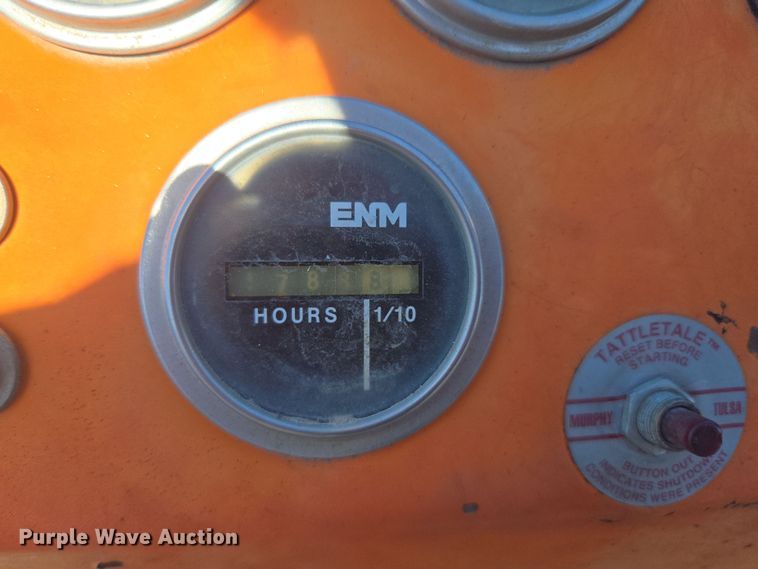 ENM
HOURS 1/10
TATTLETALE™
RESET BEFORE
STARTING
MURPHY TULSA
BUTTON OUT
INDICATES SHUTDOWN
CONDITIONS WERE PRESENT
Purple Wave Auction